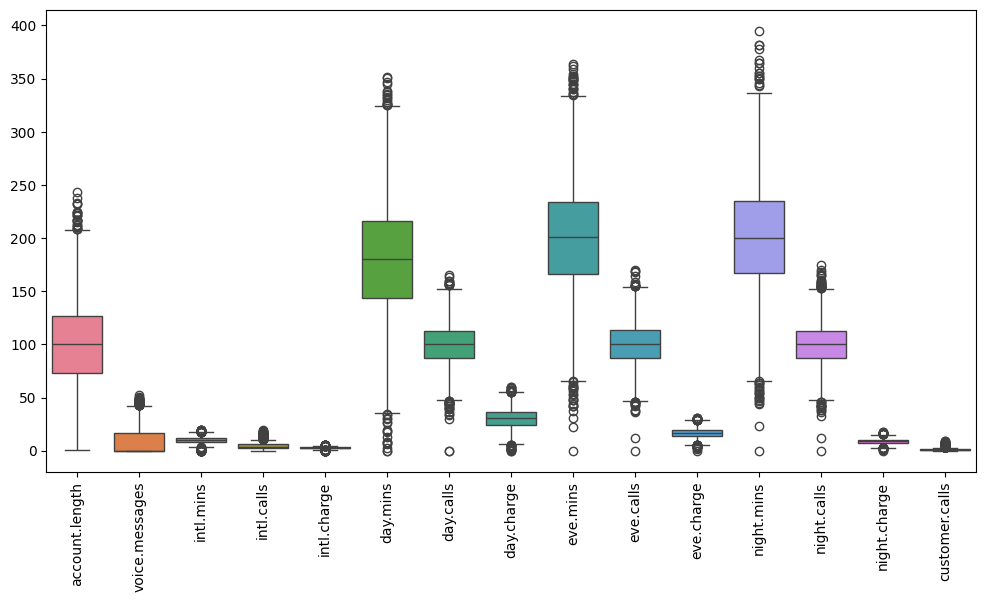 400
350
300
250
200
150
100
50
0
account.length
voice.messages
intl.mins
intl.calls
intl.charge
day.mins
day.calls
day.charge
eve.mins
eve.calls
eve.charge
night.mins
night.calls
night.charge
customer.calls